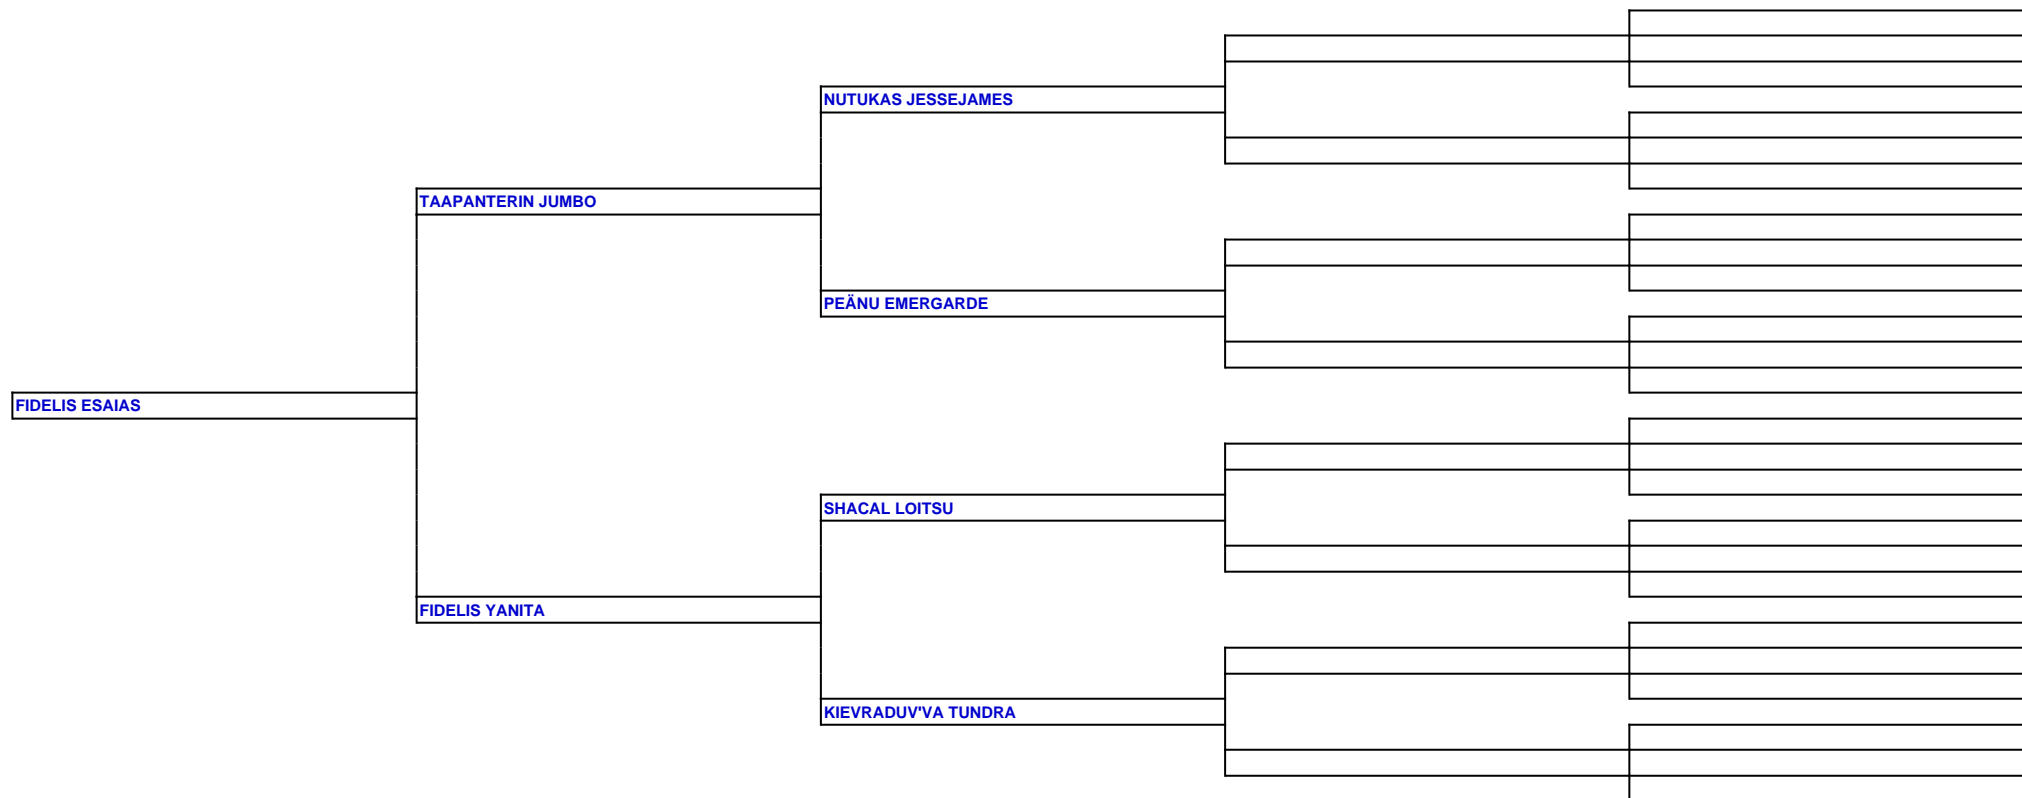 NUTUKAS JESSEJAMES
TAAPANTERIN JUMBO
PEÄNU EMERGARDE
FIDELIS ESAIAS
SHACAL LOITSU
FIDELIS YANITA
KIEVRADUV'VA TUNDRA